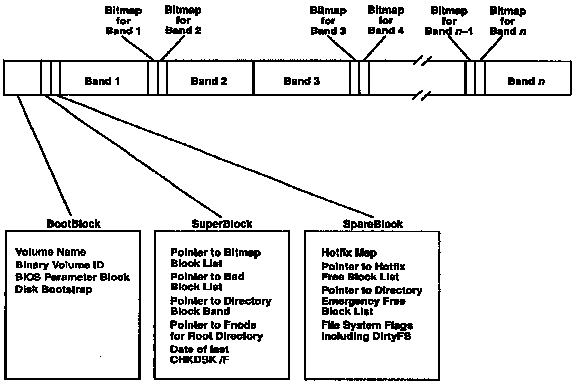 Bitmap for Band 1
Bitmap for Band 2
Bitmap for Band 3
Bitmap for Band 4
Bitmap for Band n–1
Bitmap for Band n
Band 1
Band 2
Band 3
Band n
BootBlock
Volume Name
Binary Volume ID
BIOS Parameter Block
Disk Bootstrap
SuperBlock
Pointer to Bitmap
Block List
Pointer to Bad
Block List
Pointer to Directory
Block Band
Pointer to Fnode
for Root Directory
Date of last
CHKDSK /F
SpareBlock
Hotfix Map
Pointer to Hotfix
Free Block List
Pointer to Directory
Emergency Free
Block List
File System Flags
including DirtyFS